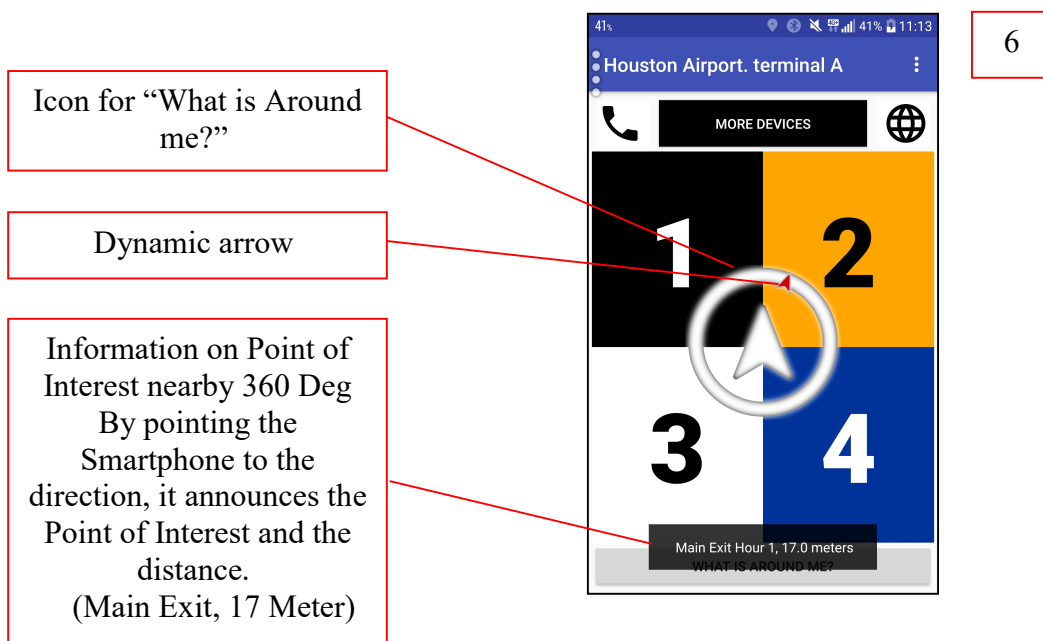 Icon for “What is Around
me?”
Dynamic arrow
Information on Point of
Interest nearby 360 Deg
By pointing the
Smartphone to the
direction, it announces the
Point of Interest and the
distance.
(Main Exit, 17 Meter)
41% 41% 11:13
Houston Airport. terminal A
MORE DEVICES
1 2
3 4
Main Exit Hour 1, 17.0 meters
WHAT IS AROUND ME?
6